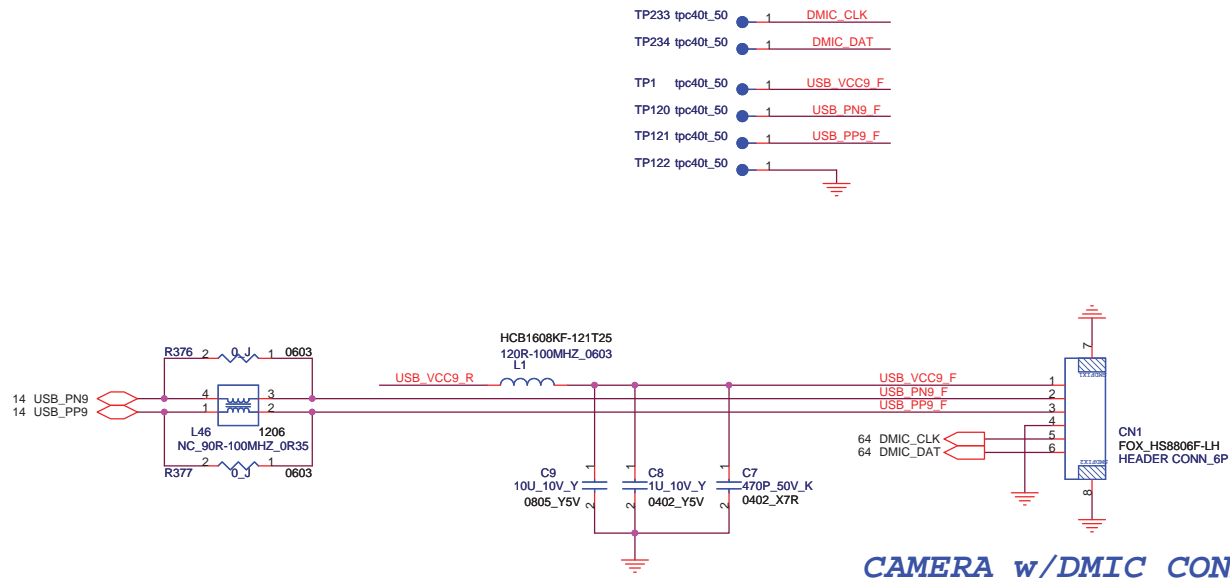 TP233 tpc40t_50 1 DMIC_CLK
TP234 tpc40t_50 1 DMIC_DAT
TP1 tpc40t_50 1 USB_VCC9_F
TP120 tpc40t_50 1 USB_PN9_F
TP121 tpc40t_50 1 USB_PP9_F
TP122 tpc40t_50 1
HCB1608KF-121T25
120R-100MHZ_0603
L1
R376 2 0_J 1 0603
USB_VCC9_R
USB_VCC9_F 1
14 USB_PN9 4 3 USB_PN9_F 2
14 USB_PP9 1 2 USB_PP9_F 3
4
L46 1206
NC_90R-100MHZ_0R35
R377 2 0_J 1 0603
64 DMIC_CLK 5
64 DMIC_DAT 6
7
8
CN1
FOX_HS8806F-LH
HEADER CONN_6P
C9 1
10U_10V_Y
0805_Y5V
2
C8 1
1U_10V_Y
0402_Y5V
2
C7 1
470P_50V_K
0402_X7R
2
CAMERA w/DMIC CON